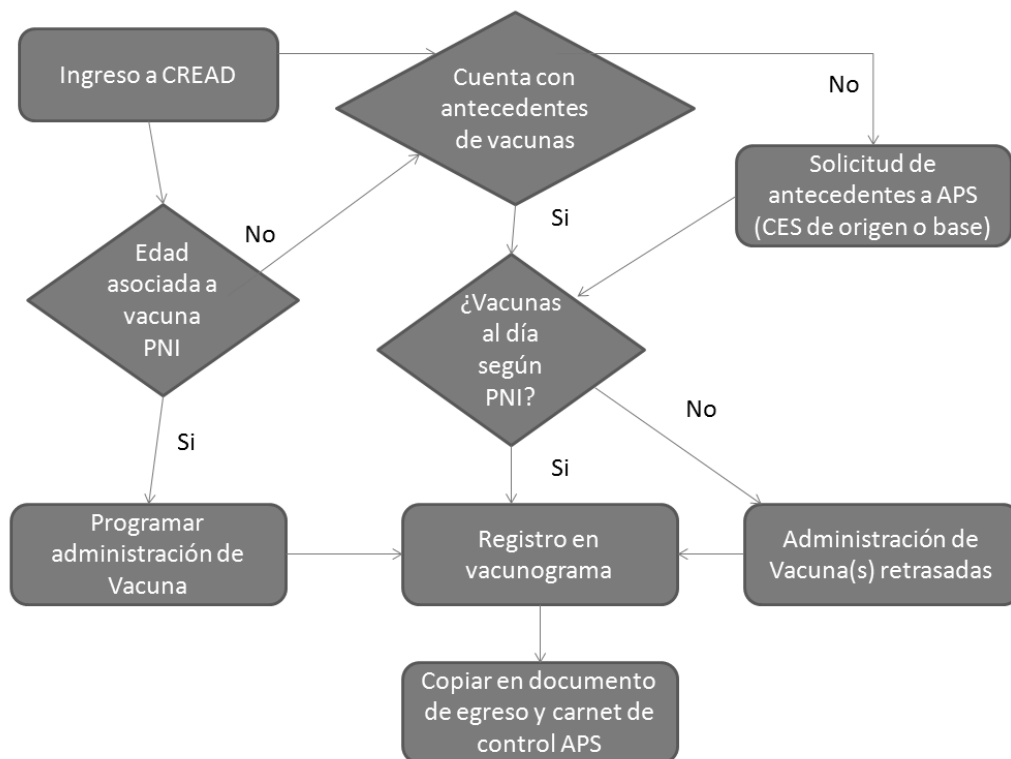 Ingreso a CREAD
Cuenta con
antecedentes
de vacunas
No
Solicitud de
antecedentes a APS
(CES de origen o base)
Edad
asociada a
vacuna
PNI
No
Si
¿Vacunas
al día
según
PNI?
No
Si
Si
Programar
administración de
Vacuna
Registro en
vacunograma
Administración de
Vacuna(s) retrasadas
Copiar en documento
de egreso y carnet de
control APS